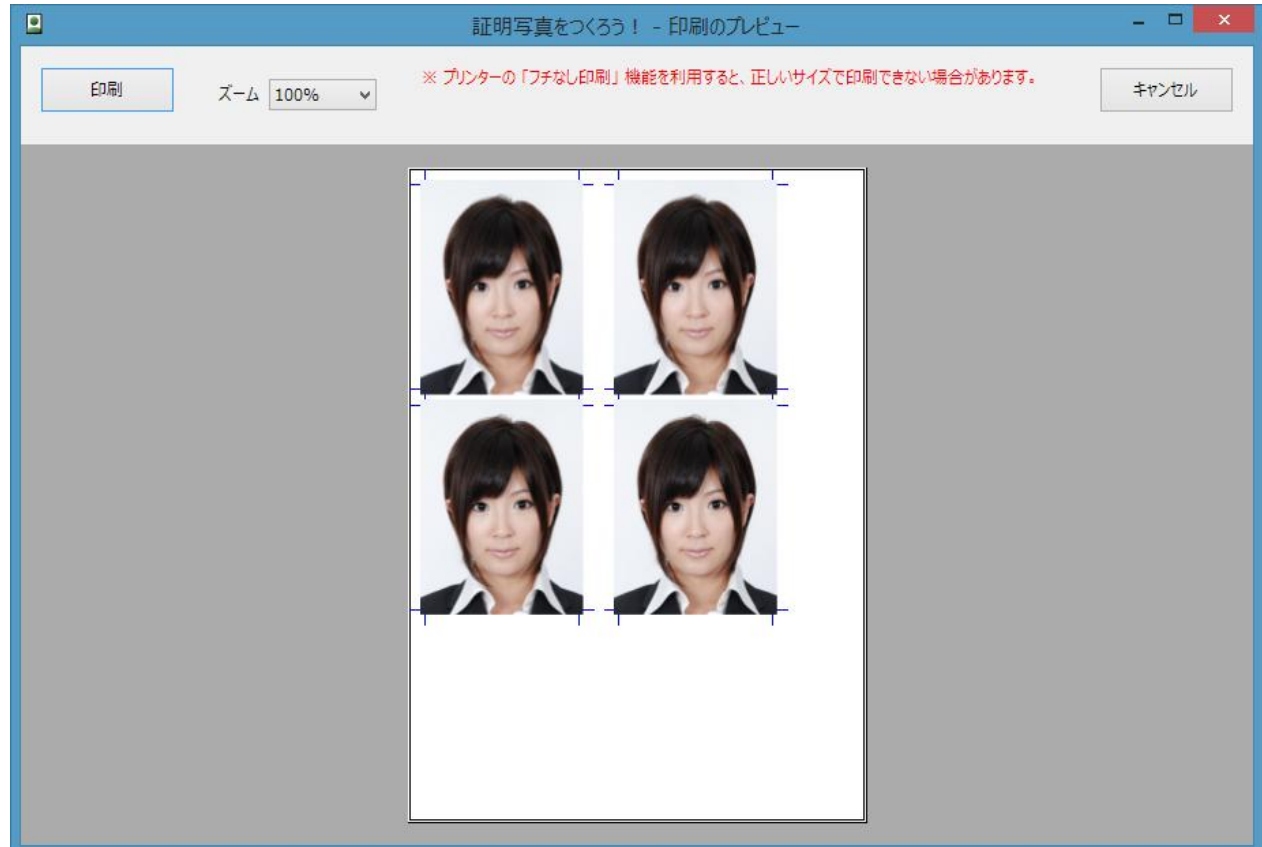 証明写真をつくろう！ - 印刷のプレビュー
印刷
ズーム 100%
※ プリンターの「フチなし印刷」機能を利用すると、正しいサイズで印刷できない場合があります。
キャンセル